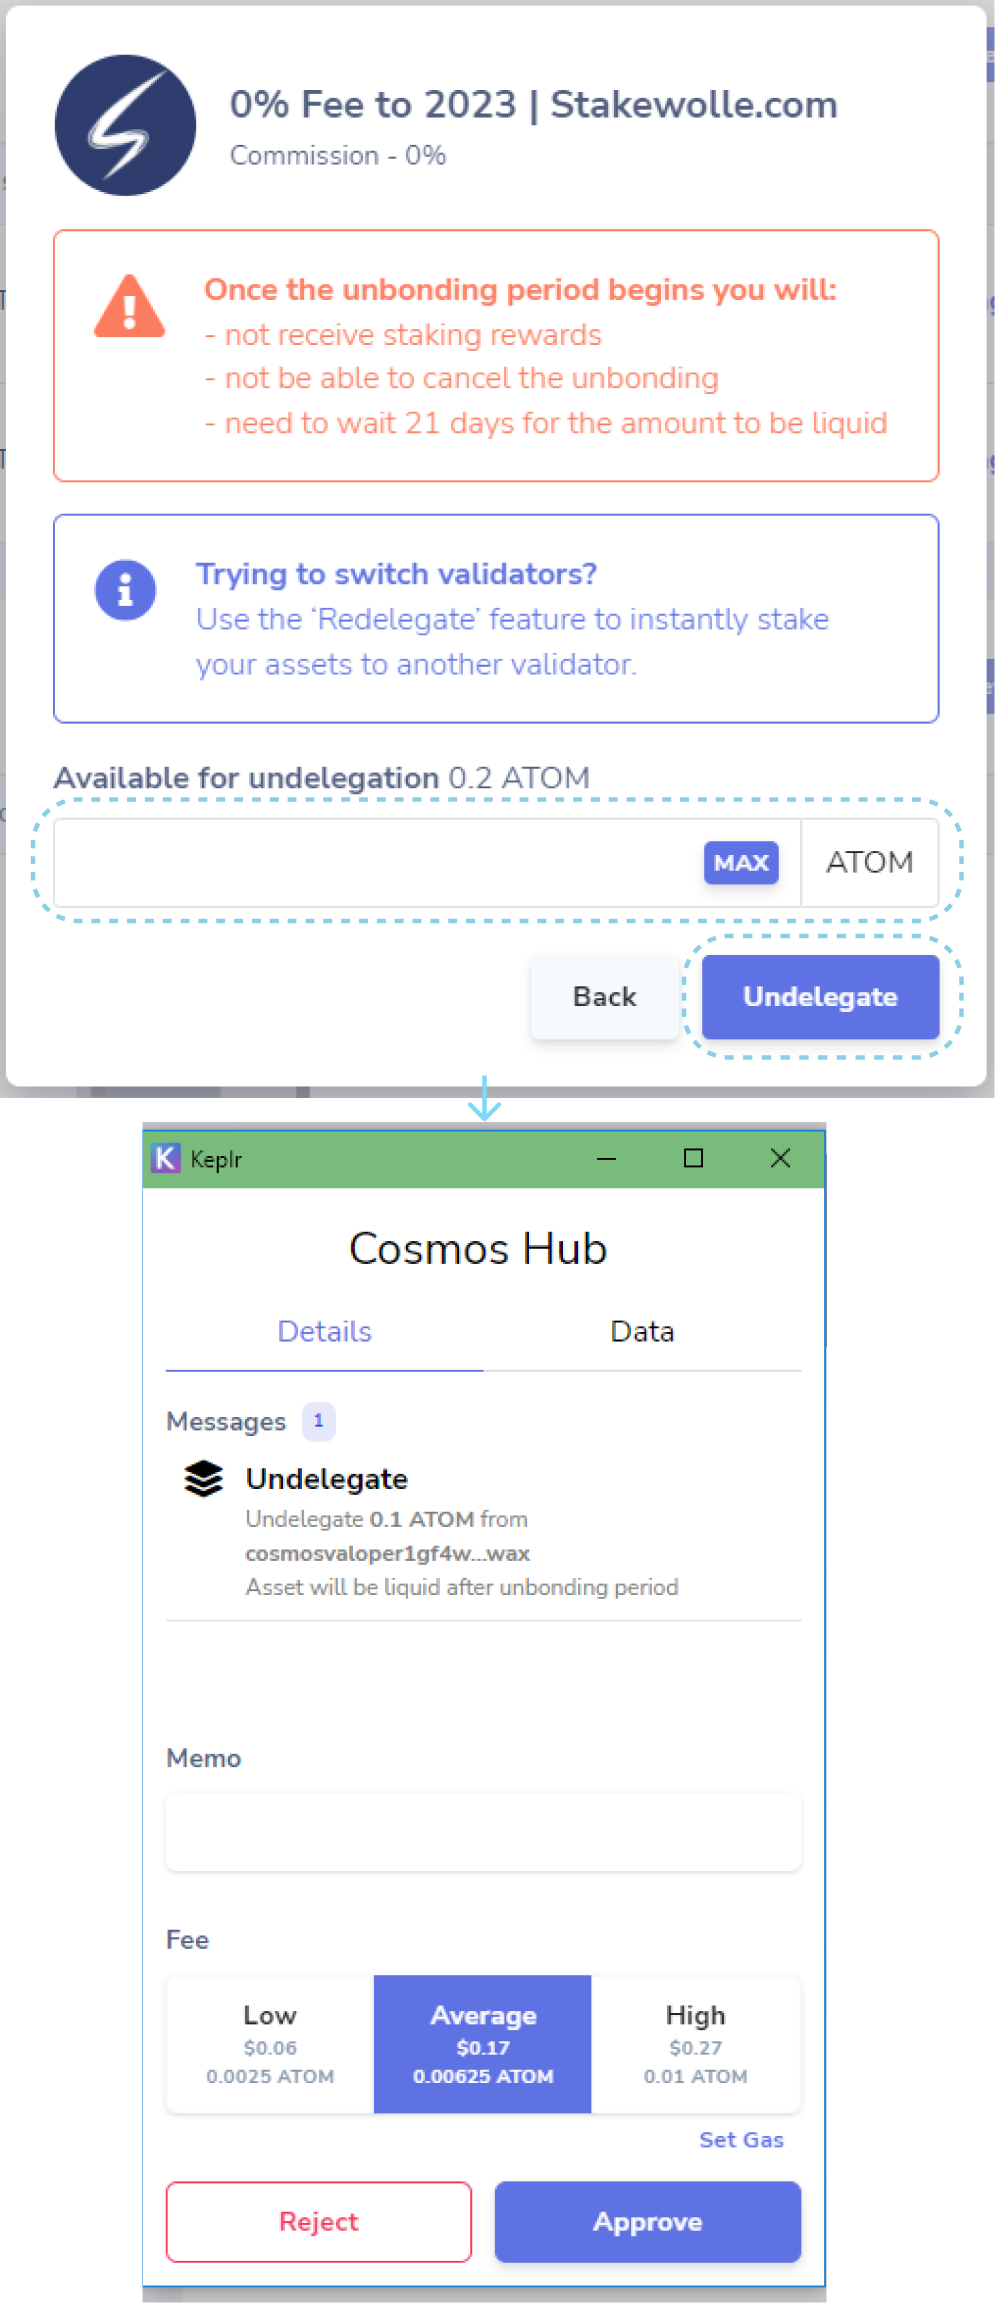 0% Fee to 2023 | Stakewolle.com
Commission - 0%
Once the unbonding period begins you will:
- not receive staking rewards
- not be able to cancel the unbonding
- need to wait 21 days for the amount to be liquid
Trying to switch validators?
Use the ‘Redelegate’ feature to instantly stake
your assets to another validator.
Available for undelegation 0.2 ATOM
MAX ATOM
Back Undelegate
K Keplr
Cosmos Hub
Details Data
Messages 1
Undelegate
Undelegate 0.1 ATOM from
cosmosvaloper1gf4w...wax
Asset will be liquid after unbonding period
Memo
Fee
Low Average High
$0.06 $0.17 $0.27
0.0025 ATOM 0.00625 ATOM 0.01 ATOM
Set Gas
Reject Approve